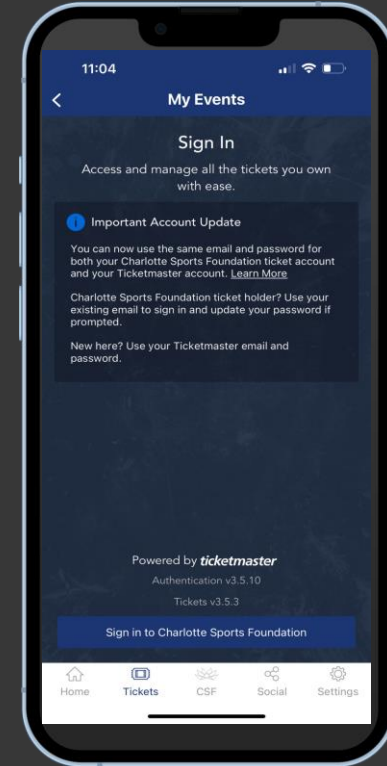 11:04
My Events
Sign In
Access and manage all the tickets you own
with ease.
i Important Account Update
You can now use the same email and password for
both your Charlotte Sports Foundation ticket account
and your Ticketmaster account. Learn More
Charlotte Sports Foundation ticket holder? Use your
existing email to sign in and update your password if
prompted.
New here? Use your Ticketmaster email and
password.
Powered by ticketmaster
Authentication v3.5.10
Tickets v3.5.3
Sign in to Charlotte Sports Foundation
Home Tickets CSF Social Settings